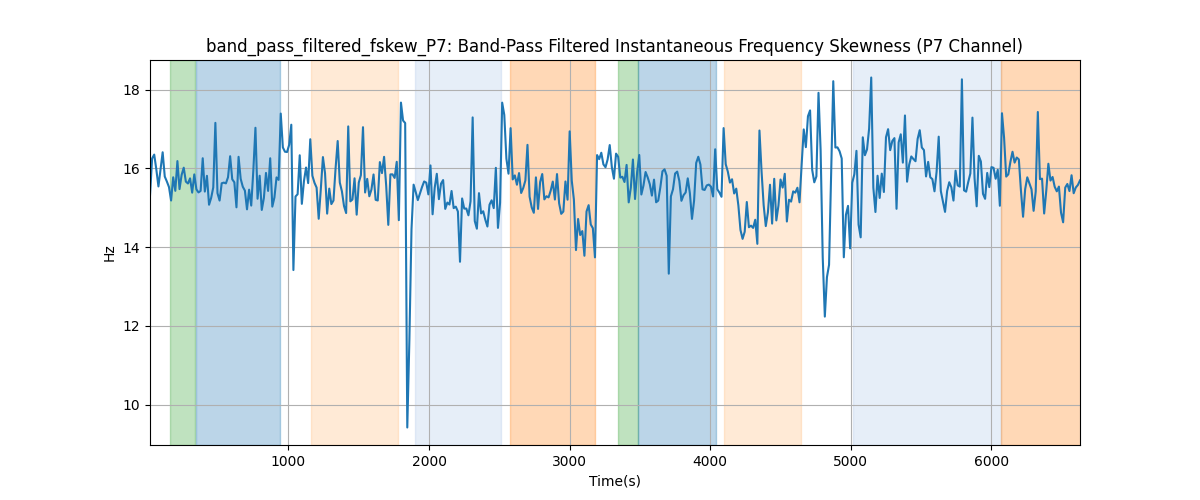 band_pass_filtered_fskew_P7: Band-Pass Filtered Instantaneous Frequency Skewness (P7 Channel)
18
16
14
12
10
Hz
1000 2000 3000 4000 5000 6000
Time(s)